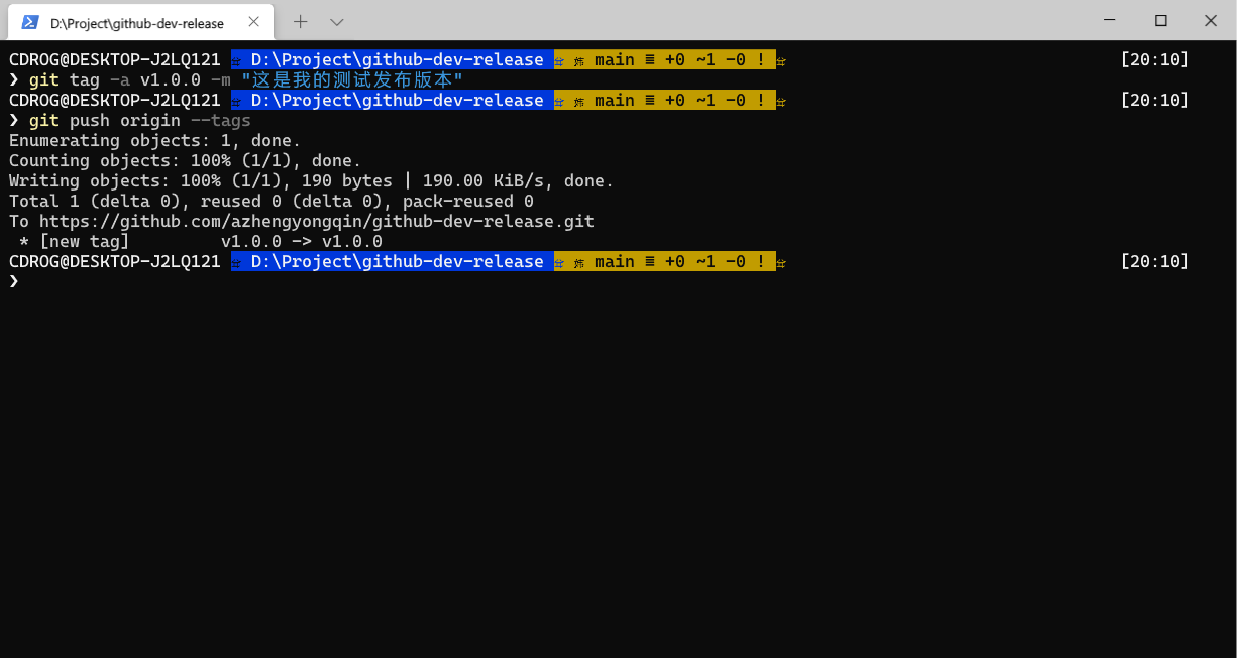 D:\Project\github-dev-release
CDROG@DESKTOP-J2LQ121 D:\Project\github-dev-release main ≡ +0 ~1 -0 ! [20:10]
❯ git tag -a v1.0.0 -m "这是我的测试发布版本"
CDROG@DESKTOP-J2LQ121 D:\Project\github-dev-release main ≡ +0 ~1 -0 ! [20:10]
❯ git push origin --tags
Enumerating objects: 1, done.
Counting objects: 100% (1/1), done.
Writing objects: 100% (1/1), 190 bytes | 190.00 KiB/s, done.
Total 1 (delta 0), reused 0 (delta 0), pack-reused 0
To https://github.com/azhengyongqin/github-dev-release.git
 * [new tag]         v1.0.0 -> v1.0.0
CDROG@DESKTOP-J2LQ121 D:\Project\github-dev-release main ≡ +0 ~1 -0 ! [20:10]
❯